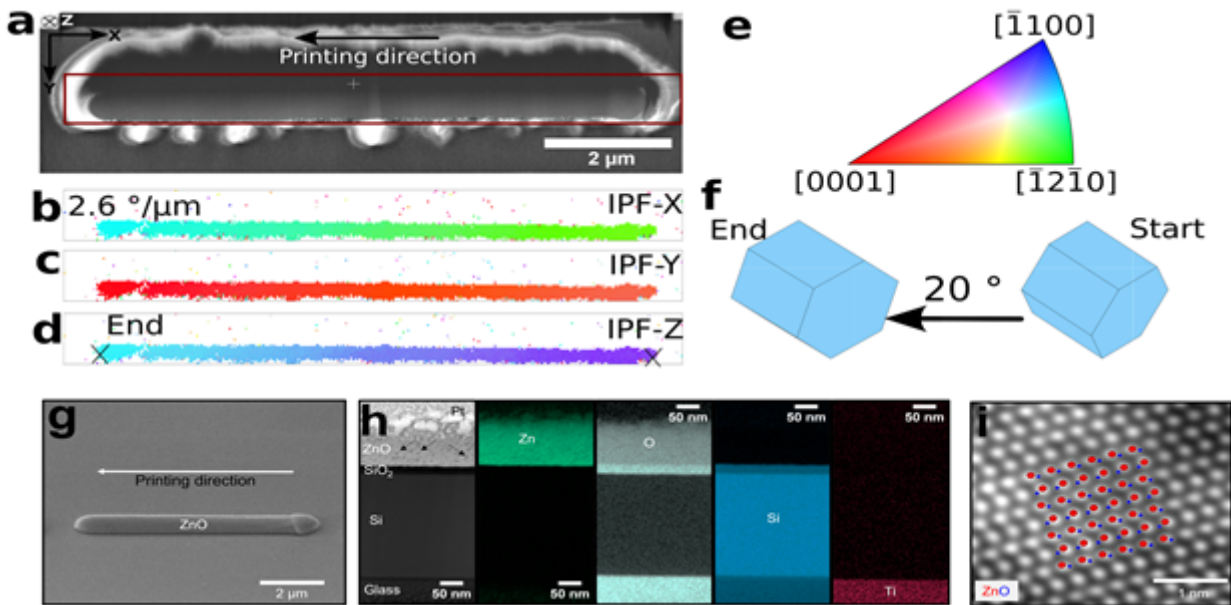 a
Z
X
Y
Printing direction
2 µm
b
2.6 °/µm
IPF-X
c
IPF-Y
d
End
IPF-Z
e
[1̅100]
[0001]
[1̅21̅0]
f
End
Start
20 °
g
Printing direction
ZnO
2 µm
h
Pt
ZnO
SiO₂
Si
Glass
50 nm
Zn
50 nm
50 nm
O
50 nm
Si
50 nm
Ti
i
ZnO
1 nm